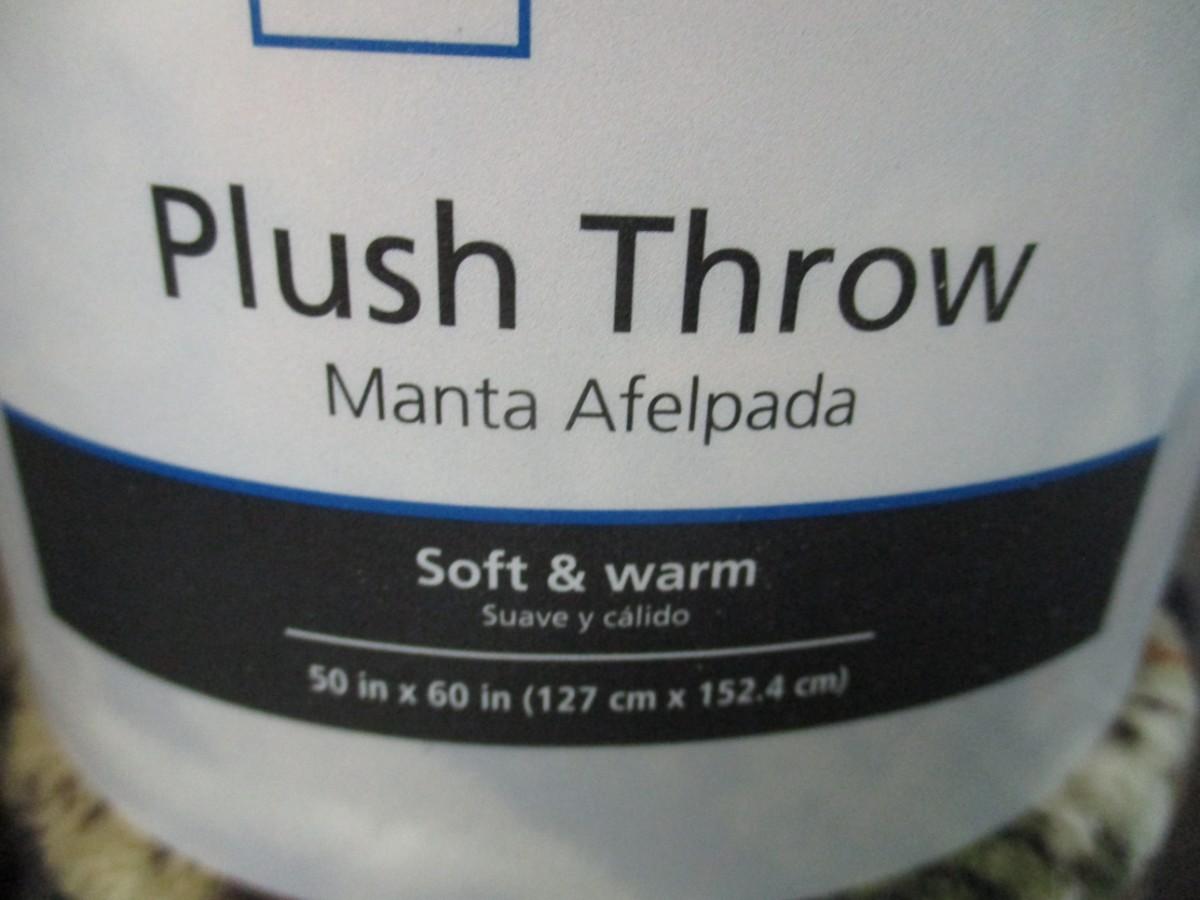 Plush Throw
Manta Afelpada
Soft & warm
Suave y cálido
50 in x 60 in (127 cm x 152.4 cm)